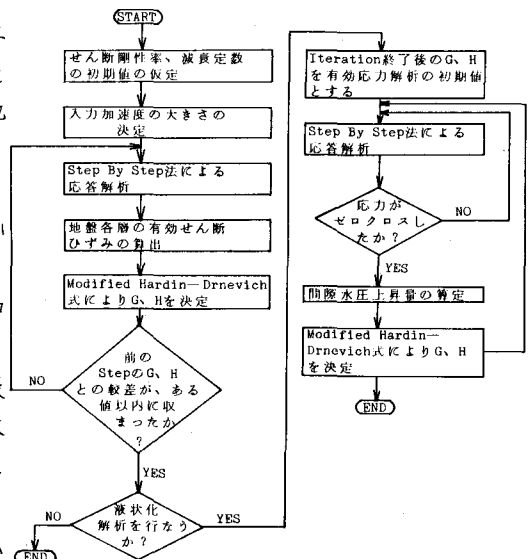 START
せん断剛性率、減衰定数
の初期値の仮定
入力加速度の大きさの
決定
Step By Step法による
応答解析
地盤各層の有効せん断
ひずみの算出
Modified Hardin―Drnevich
式によりG、Hを決定
前の
StepのG、H
との較差が、ある
値以内に収
まったか
?
NO
YES
液状化
解析を行なう
か?
NO
YES
END
Iteration終了後のG、H
を有効応力解析の初期値
とする
Step By Step法による
応答解析
応力が
ゼロクロスし
たか?
NO
YES
間隙水圧上昇量の算定
Modified Hardin―
Drnevich式によりG、H
を決定
END